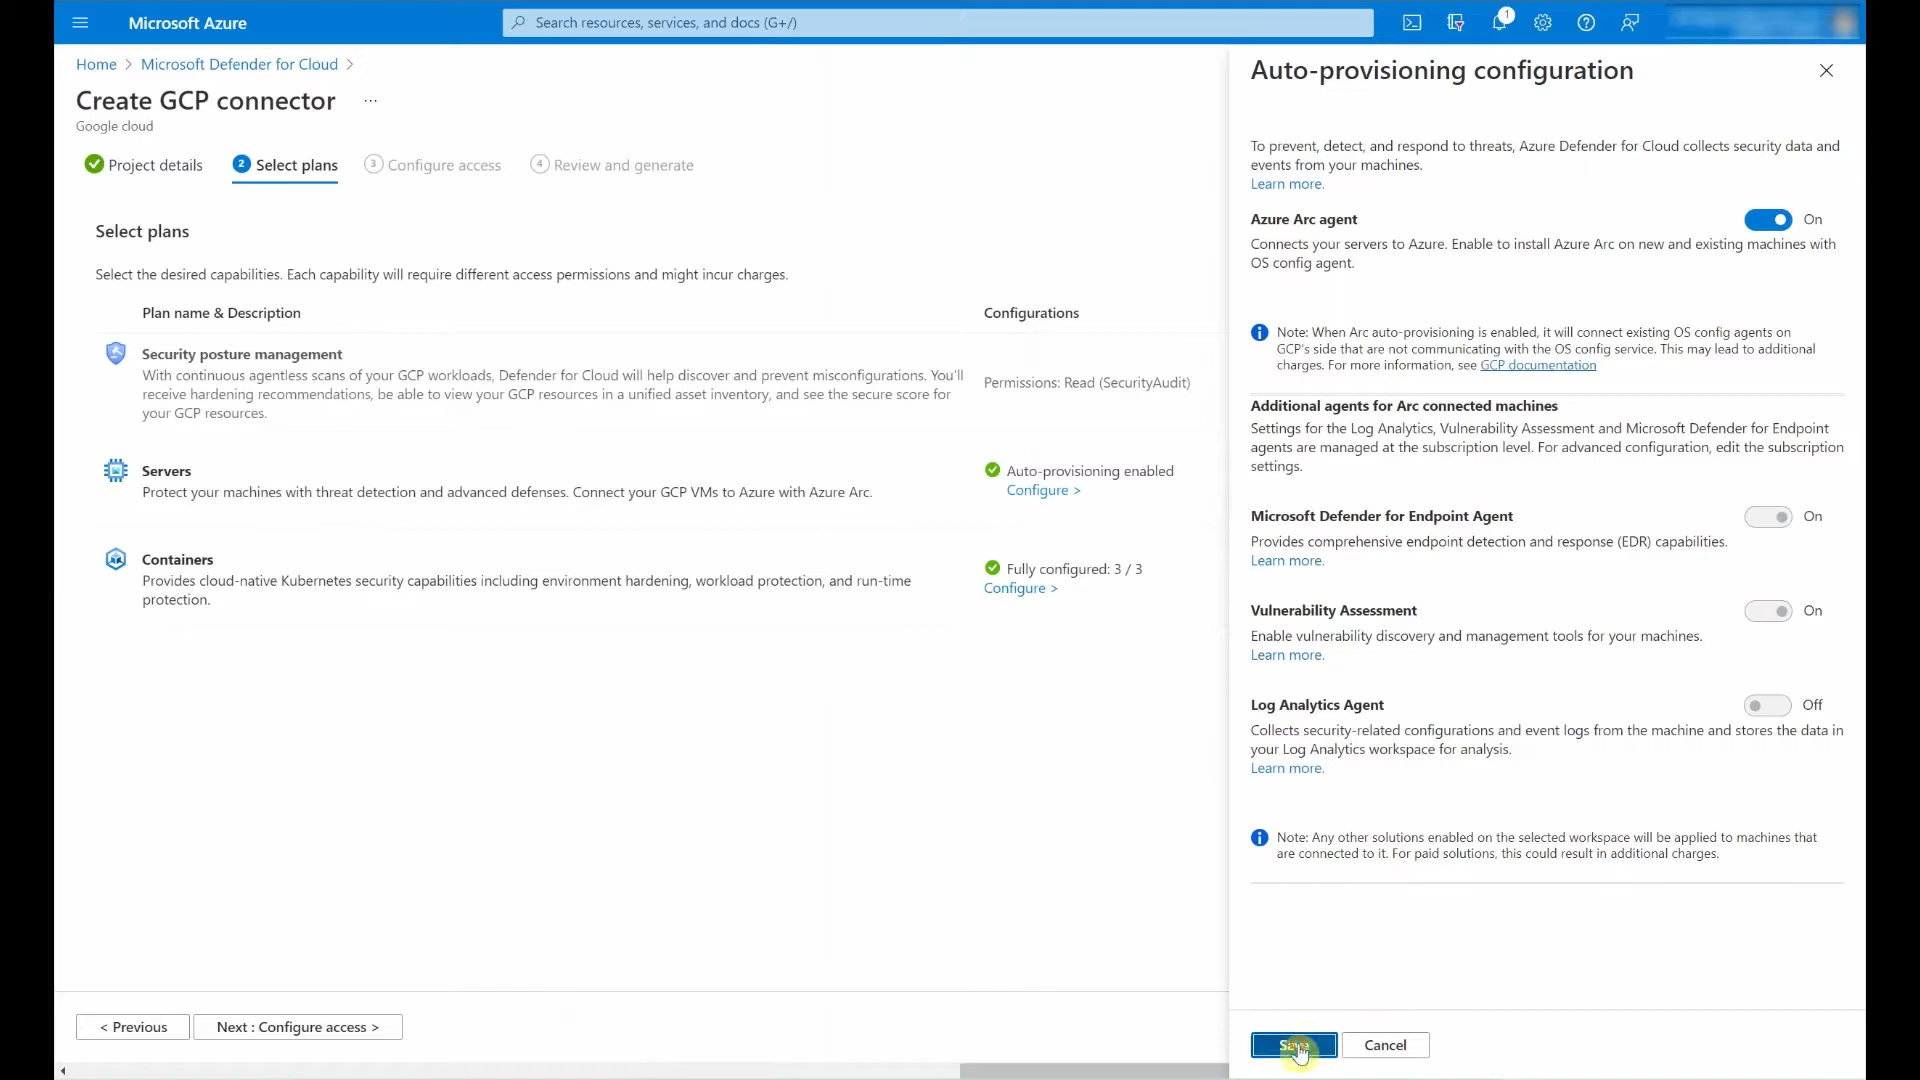 Microsoft Azure
Search resources, services, and docs (G+/)
1
Home > Microsoft Defender for Cloud >
Create GCP connector ...
Google cloud
Project details
2 Select plans
3 Configure access
4 Review and generate
Select plans
Select the desired capabilities. Each capability will require different access permissions and might incur charges.
Plan name & Description
Configurations
Security posture management
With continuous agentless scans of your GCP workloads, Defender for Cloud will help discover and prevent misconfigurations. You'll
receive hardening recommendations, be able to view your GCP resources in a unified asset inventory, and see the secure score for
your GCP resources.
Permissions: Read (SecurityAudit)
Servers
Protect your machines with threat detection and advanced defenses. Connect your GCP VMs to Azure with Azure Arc.
Auto-provisioning enabled
Configure >
Containers
Provides cloud-native Kubernetes security capabilities including environment hardening, workload protection, and run-time
protection.
Fully configured: 3 / 3
Configure >
< Previous
Next : Configure access >
Auto-provisioning configuration
To prevent, detect, and respond to threats, Azure Defender for Cloud collects security data and
events from your machines.
Learn more.
Azure Arc agent
On
Connects your servers to Azure. Enable to install Azure Arc on new and existing machines with
OS config agent.
Note: When Arc auto-provisioning is enabled, it will connect existing OS config agents on
GCP's side that are not communicating with the OS config service. This may lead to additional
charges. For more information, see GCP documentation
Additional agents for Arc connected machines
Settings for the Log Analytics, Vulnerability Assessment and Microsoft Defender for Endpoint
agents are managed at the subscription level. For advanced configuration, edit the subscription
settings.
Microsoft Defender for Endpoint Agent
On
Provides comprehensive endpoint detection and response (EDR) capabilities.
Learn more.
Vulnerability Assessment
On
Enable vulnerability discovery and management tools for your machines.
Learn more.
Log Analytics Agent
Off
Collects security-related configurations and event logs from the machine and stores the data in
your Log Analytics workspace for analysis.
Learn more.
Note: Any other solutions enabled on the selected workspace will be applied to machines that
are connected to it. For paid solutions, this could result in additional charges.
Save
Cancel